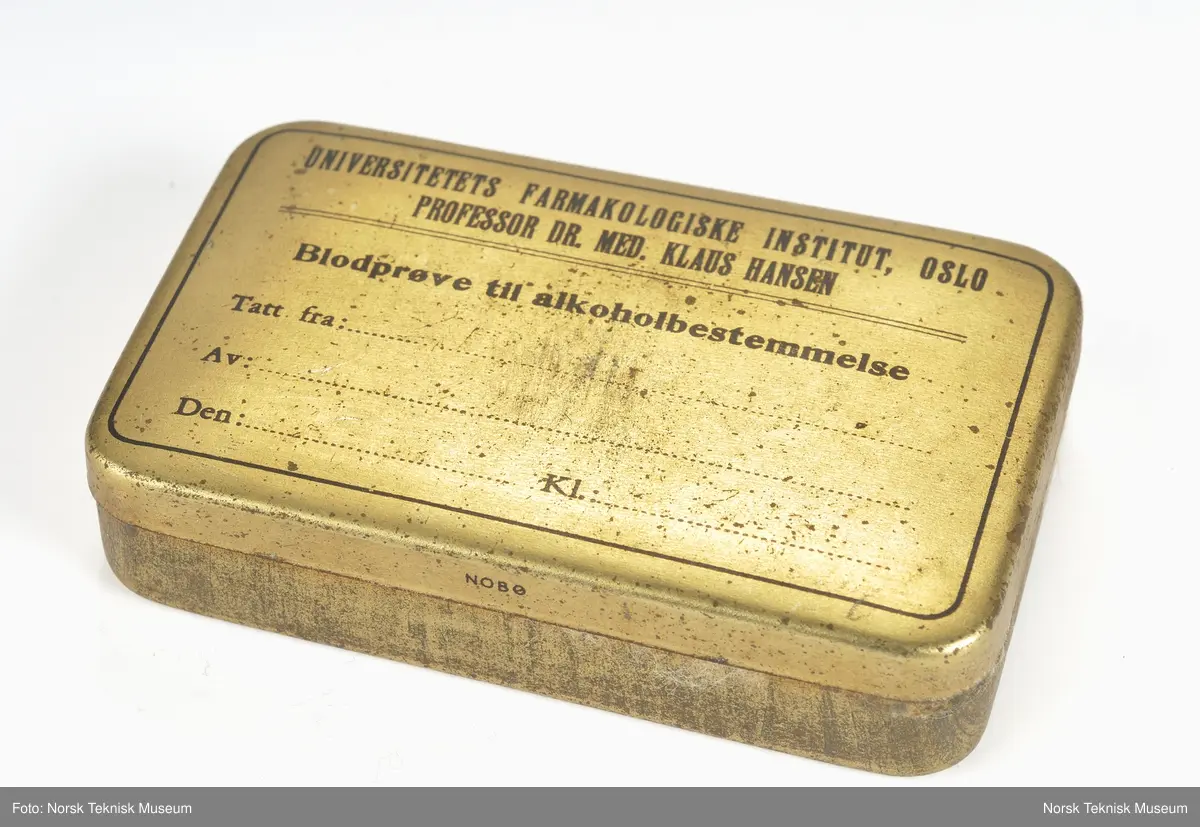 UNIVERSITETETS FARMAKOLOGISKE INSTITUT, OSLO
PROFESSOR DR. MED. KLAUS HANSEN
Blodprøve til alkoholbestemmelse
Tatt fra:
Av:
Den: Kl.:
NOBØ
Foto: Norsk Teknisk Museum
Norsk Teknisk Museum